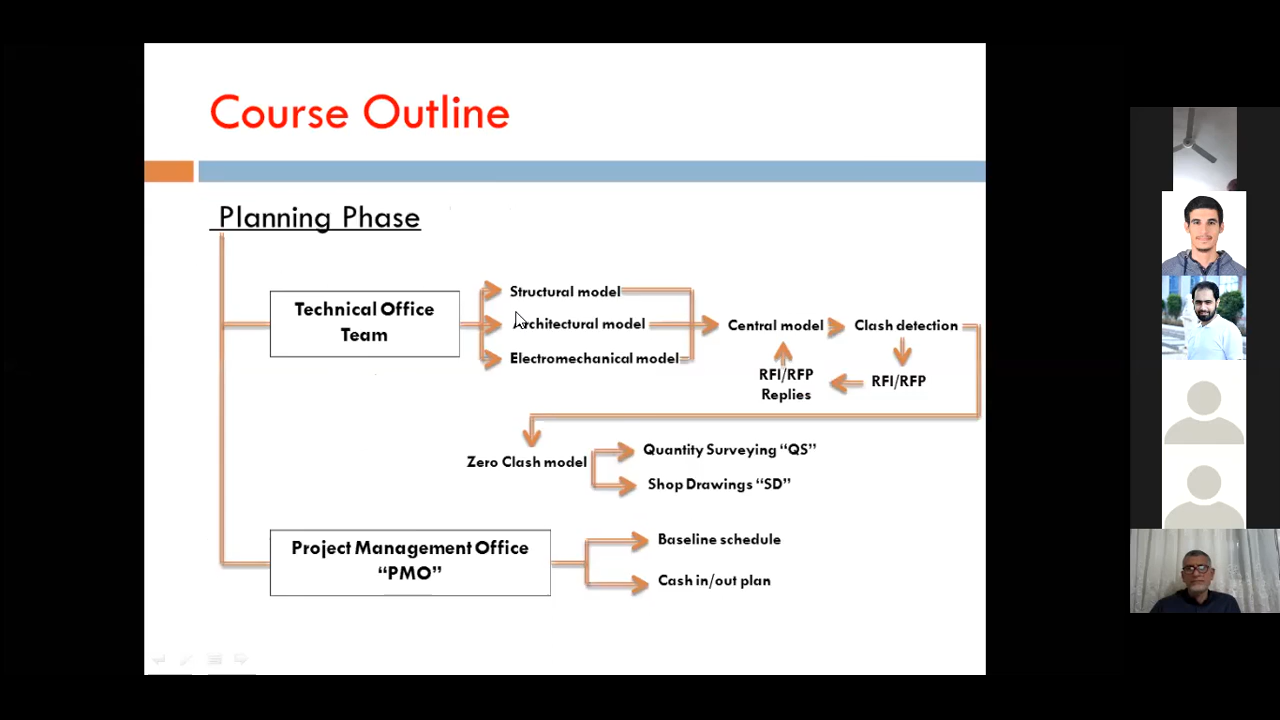 Course Outline
Planning Phase
Technical Office
Team
Structural model
Architectural model
Electromechanical model
Central model
Clash detection
RFI/RFP
Replies
RFI/RFP
Zero Clash model
Quantity Surveying “QS”
Shop Drawings “SD”
Project Management Office
“PMO”
Baseline schedule
Cash in/out plan